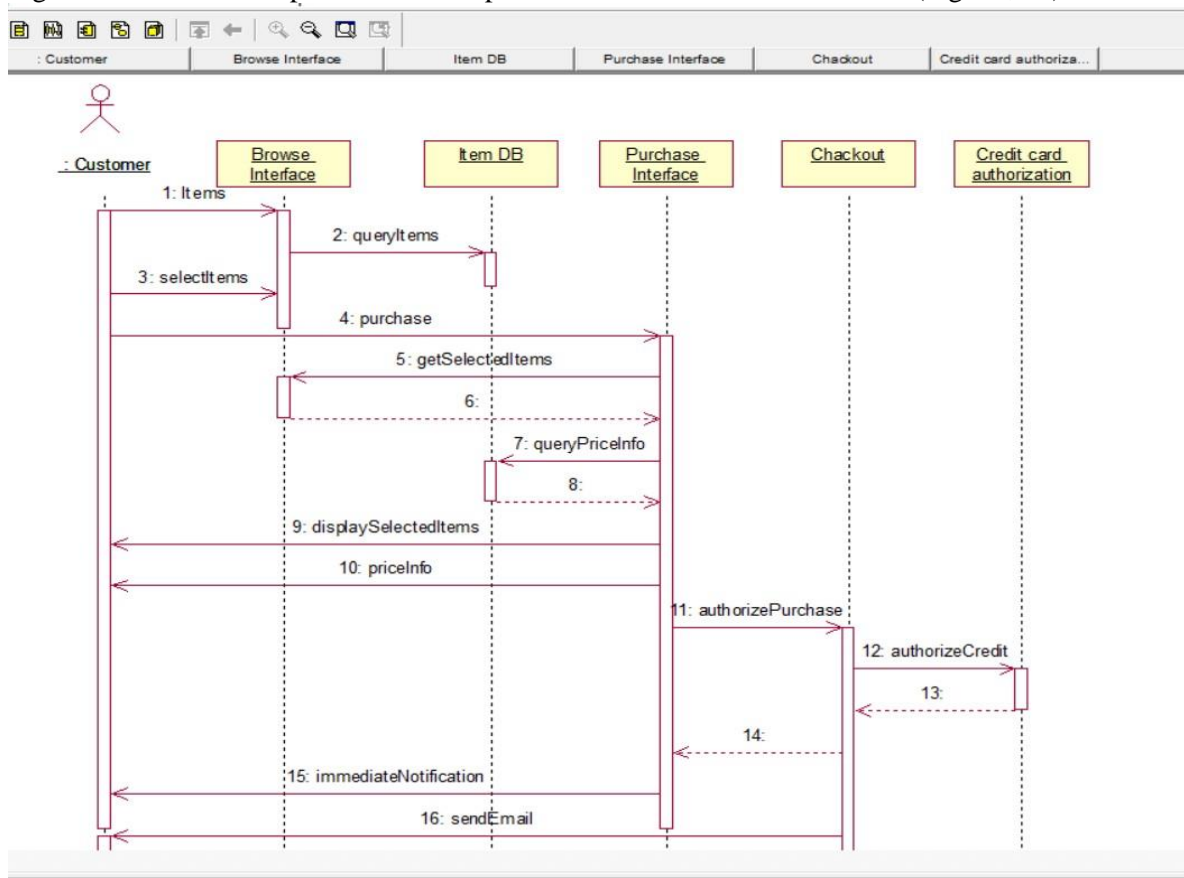 : Customer
Browse Interface
Item DB
Purchase Interface
Chackout
Credit card authoriza...
: Customer
Browse
Interface
Item DB
Purchase
Interface
Chackout
Credit card
authorization
1: Items
2: queryItems
3: selectItems
4: purchase
5: getSelectedItems
6:
7: queryPriceInfo
8:
9: displaySelectedItems
10: priceInfo
11: authorizePurchase
12: authorizeCredit
13:
14:
15: immediateNotification
16: sendEmail